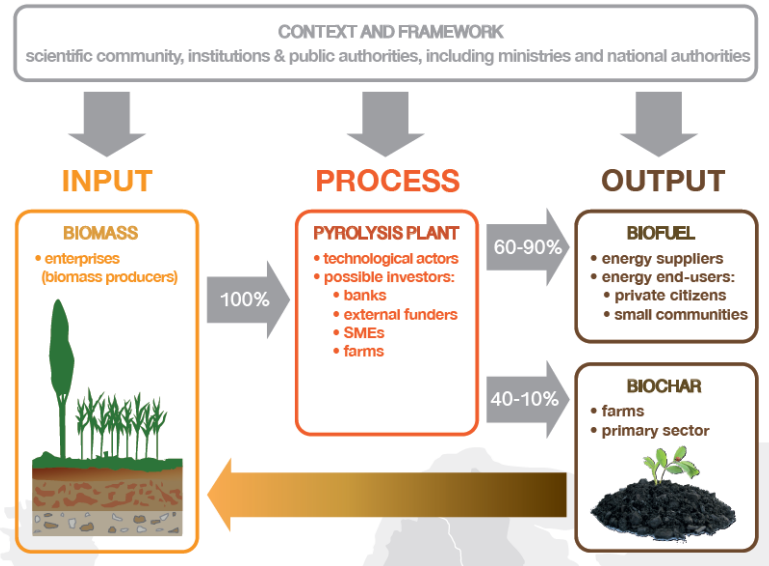 CONTEXT AND FRAMEWORK
scientific community, institutions & public authorities, including ministries and national authorities
INPUT
PROCESS
OUTPUT
BIOMASS
• enterprises
(biomass producers)
100%
PYROLYSIS PLANT
• technological actors
• possible investors:
• banks
• external funders
• SMEs
• farms
60-90%
BIOFUEL
• energy suppliers
• energy end-users:
• private citizens
• small communities
40-10%
BIOCHAR
• farms
• primary sector